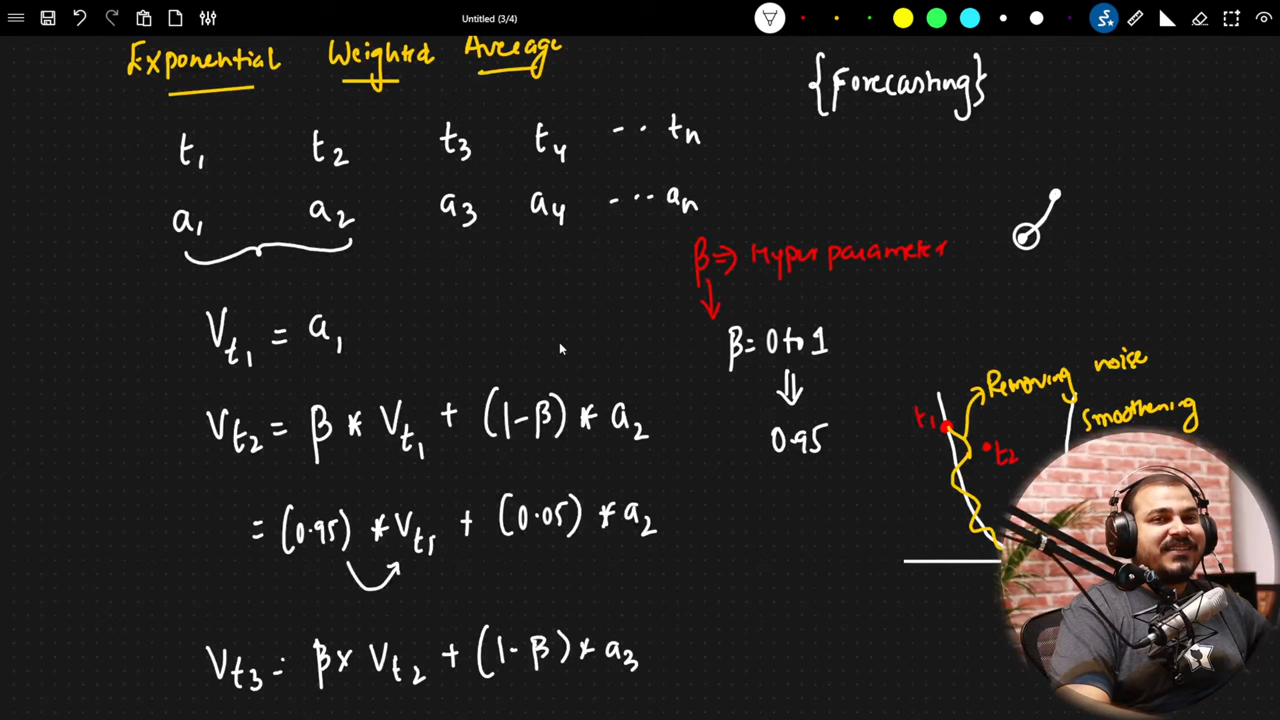 Untitled (3/4)
Exponential Weighted Average
{Forecasting}
t₁ t₂ t₃ t₄ --.. tₙ
a₁ a₂ a₃ a₄ --.. aₙ
β => Hyper parameter
Vt₁ = a₁
β = 0 to 1
0.95
Vt₂ = β * Vt₁ + (1-β) * a₂
= (0.95) * Vt₁ + (0.05) * a₂
Vt₃ = β × Vt₂ + (1-β) * a₃
Removing noise
Smoothening
t₁
t₂